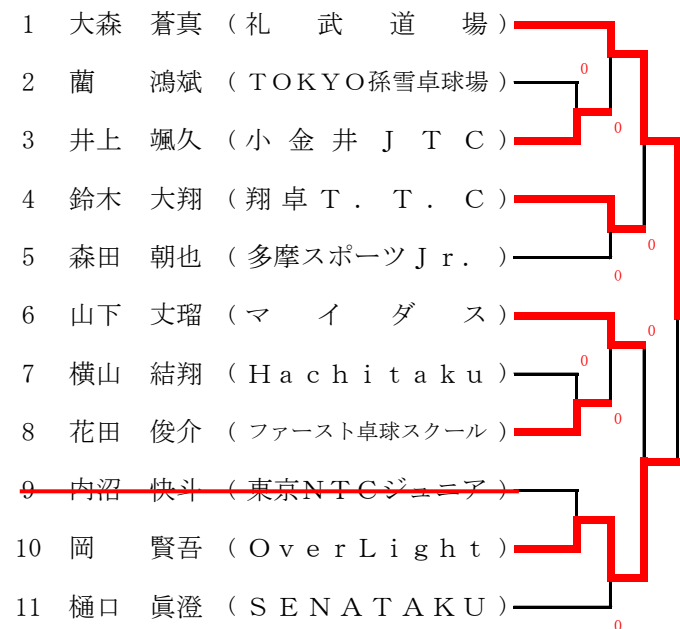 1 大森 蒼真 ( 礼 武 道 場 )
0
2 藺 鴻斌 ( TOKYO孫雪卓球場 )
0
3 井上 颯久 ( 小 金 井 J T C )
4 鈴木 大翔 ( 翔 卓 T . T . C )
0
5 森田 朝也 ( 多摩スポーツJr. )
0
6 山下 丈瑠 ( マ イ ダ ス )
0
0
7 横山 結翔 ( Hachitaku )
0
8 花田 俊介 ( ファースト卓球スクール )
9 内沼 快斗 ( 東京NTCジュニア )
10 岡 賢吾 ( OverLight )
11 樋口 眞澄 ( SENATAKU )
0